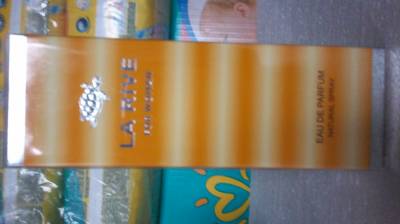 LA RIVE
FOR WOMAN
EAU DE PARFUM
NATURAL SPRAY